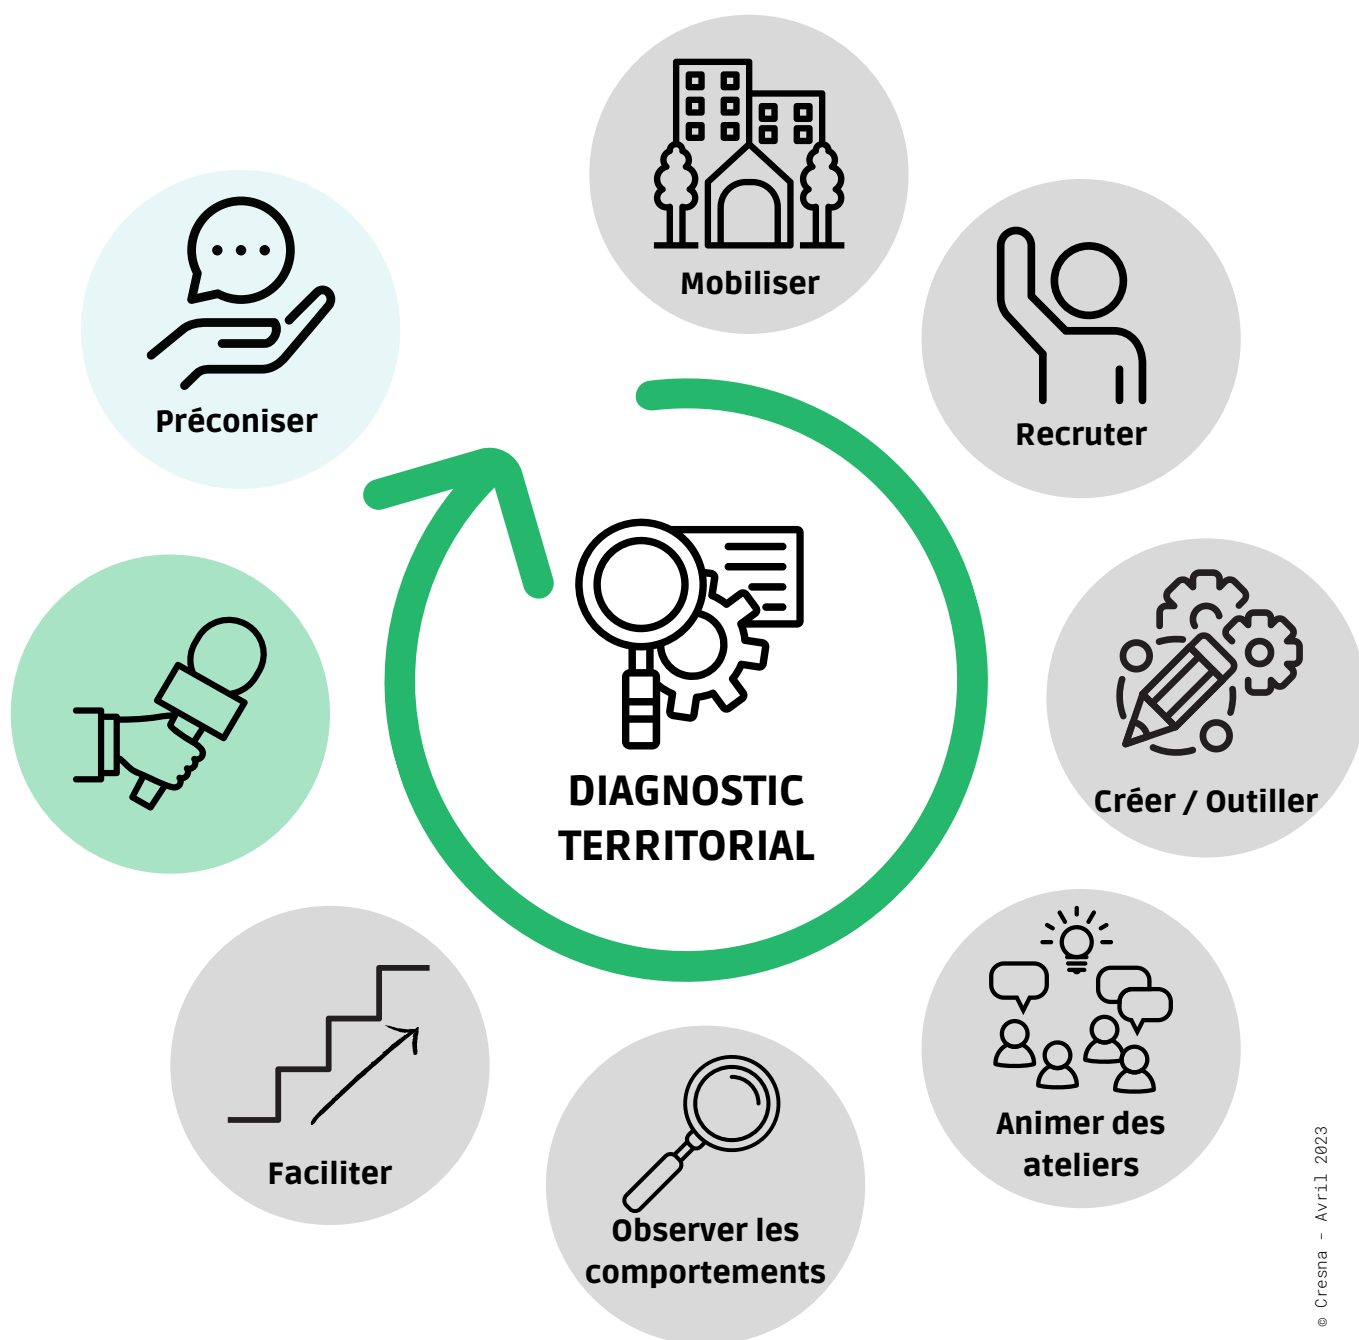 Mobiliser
Recruter
Créer / Outiller
Animer des
ateliers
Observer les
comportements
Faciliter
Préconiser
DIAGNOSTIC
TERRITORIAL
© Cresna - Avril 2023